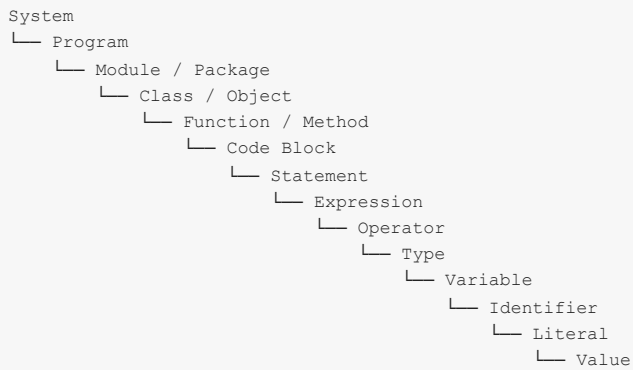 System
└── Program
    └── Module / Package
        └── Class / Object
            └── Function / Method
                └── Code Block
                    └── Statement
                        └── Expression
                            └── Operator
                                └── Type
                                    └── Variable
                                        └── Identifier
                                            └── Literal
                                                └── Value